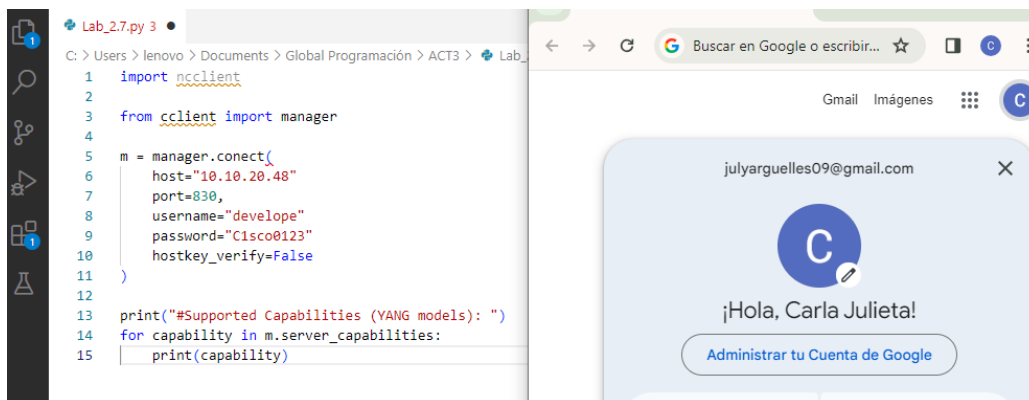 Lab_2.7.py 3
C: > Users > lenovo > Documents > Global Programación > ACT3 > Lab_
1 import ncclient
2
3 from cclient import manager
4
5 m = manager.conect(
6 host="10.10.20.48"
7 port=830,
8 username="develope"
9 password="C1sco0123"
10 hostkey_verify=False
11 )
12
13 print("#Supported Capabilities (YANG models): ")
14 for capability in m.server_capabilities:
15 print(capability)
1
1
Buscar en Google o escribir...
C
Gmail Imágenes
C
julyarguelles09@gmail.com
C
¡Hola, Carla Julieta!
Administrar tu Cuenta de Google